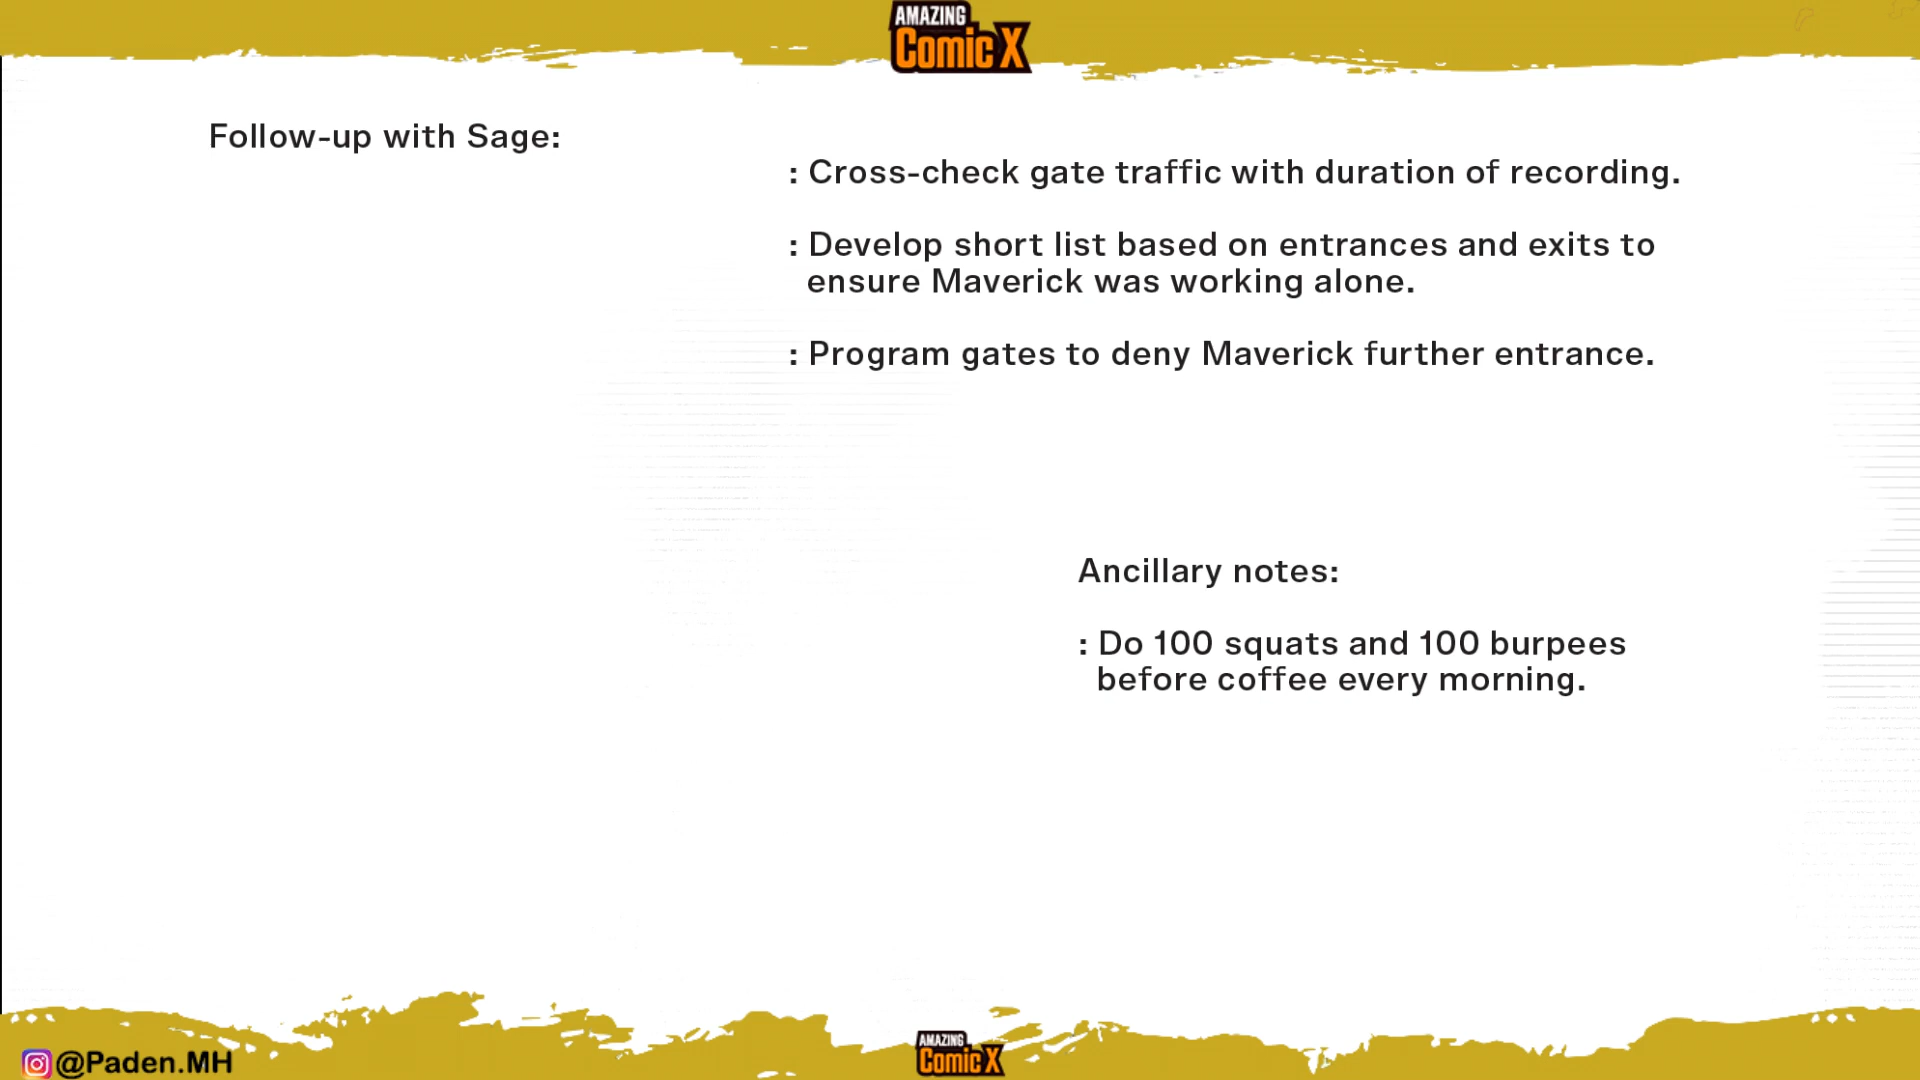 AMAZING
Comic X
Follow-up with Sage:
: Cross-check gate traffic with duration of recording.
: Develop short list based on entrances and exits to
ensure Maverick was working alone.
: Program gates to deny Maverick further entrance.
Ancillary notes:
: Do 100 squats and 100 burpees
before coffee every morning.
AMAZING
Comic X
@Paden.MH